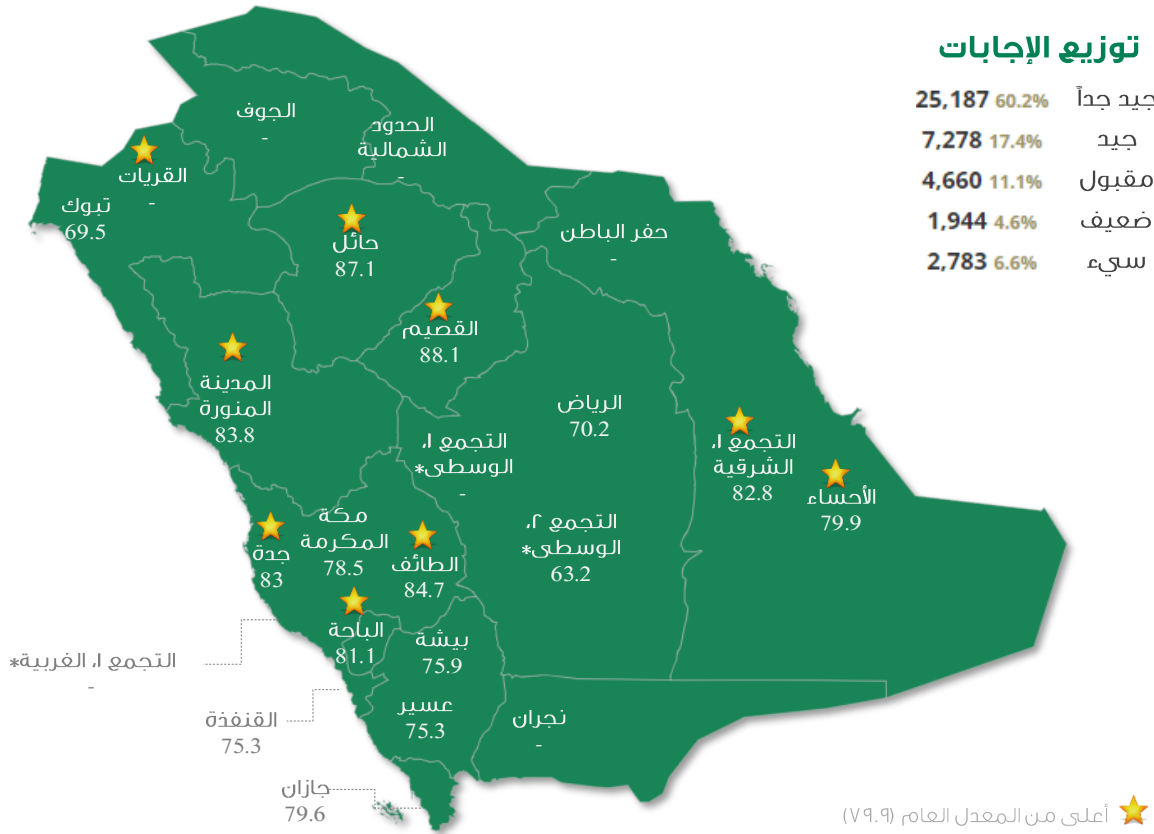 توزيع الإجابات
جيد جداً 60.2% 25,187
جيد 17.4% 7,278
مقبول 11.1% 4,660
ضعيف 4.6% 1,944
سيء 6.6% 2,783
الجوف
-
الحدود
الشمالية
-
القريات
-
تبوك
69.5
حائل
87.1
حفر الباطن
-
القصيم
88.1
المدينة
المنورة
83.8
الرياض
70.2
التجمع ١،
الوسطى*
-
التجمع ١،
الشرقية
82.8
الأحساء
79.9
التجمع ٢،
الوسطى*
63.2
مكة
المكرمة
78.5
جدة
83
الطائف
84.7
الباحة
81.1
بيشة
75.9
التجمع ١، الغربية*
-
عسير
75.3
القنفذة
75.3
نجران
-
جازان
79.6
أعلى من المعدل العام (٧٩.٩)